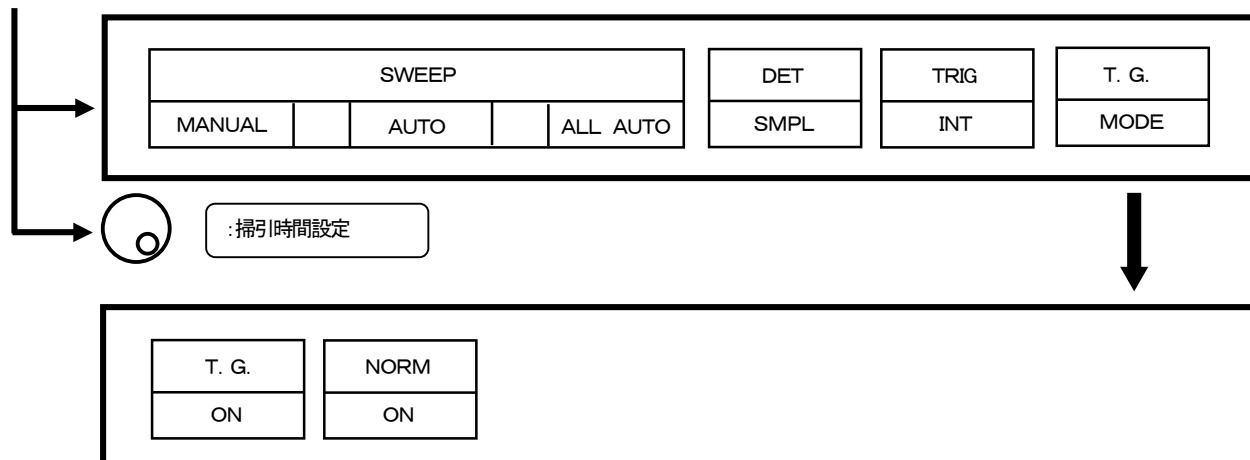 SWEEP
MANUAL AUTO ALL AUTO
DET
SMPL
TRIG
INT
T. G.
MODE
:掃引時間設定
T. G.
ON
NORM
ON